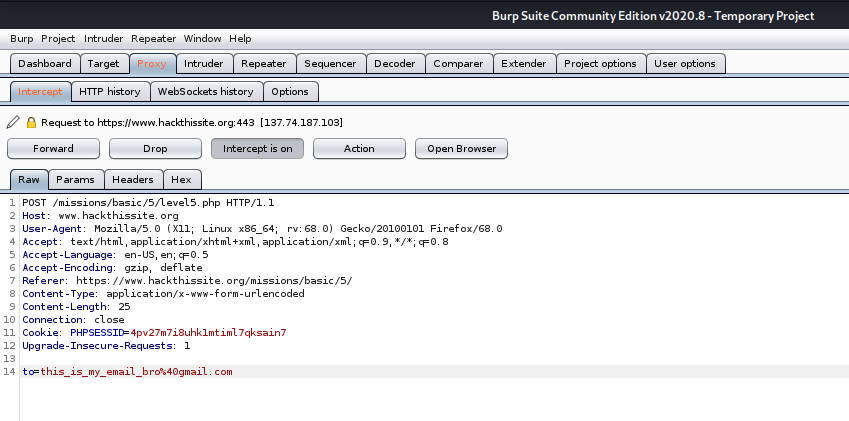 Burp Suite Community Edition v2020.8 - Temporary Project
Burp Project Intruder Repeater Window Help
Dashboard Target Proxy Intruder Repeater Sequencer Decoder Comparer Extender Project options User options
Intercept HTTP history WebSockets history Options
Request to https://www.hackthissite.org:443 [137.74.187.103]
Forward Drop Intercept is on Action Open Browser
Raw Params Headers Hex
1 POST /missions/basic/5/level5.php HTTP/1.1
2 Host: www.hackthissite.org
3 User-Agent: Mozilla/5.0 (X11; Linux x86_64; rv:68.0) Gecko/20100101 Firefox/68.0
4 Accept: text/html,application/xhtml+xml,application/xml;q=0.9,*/*;q=0.8
5 Accept-Language: en-US,en;q=0.5
6 Accept-Encoding: gzip, deflate
7 Referer: https://www.hackthissite.org/missions/basic/5/
8 Content-Type: application/x-www-form-urlencoded
9 Content-Length: 25
10 Connection: close
11 Cookie: PHPSESSID=4pv27m7i8uhk1mtiml7qksain7
12 Upgrade-Insecure-Requests: 1
13
14 to=this_is_my_email_bro%40gmail.com